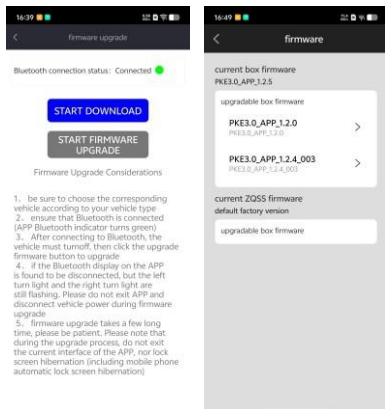 16:39
firmware upgrade
Bluetooth connection status: Connected
START DOWNLOAD
START FIRMWARE
UPGRADE
Firmware Upgrade Considerations
1、 be sure to choose the corresponding
vehicle according to your vehicle type
2、 ensure that Bluetooth is connected
(APP Bluetooth indicator turns green)
3、 After connecting to Bluetooth, the
vehicle must turnoff, then click the upgrade
firmware button to upgrade
4、 if the Bluetooth display on the APP
is found to be disconnected, but the left
turn light and the right turn light are
still flashing. Please do not exit APP and
disconnect vehicle power during firmware
upgrade
5、 firmware upgrade takes a few long
time, please be patient. Please note that
during the upgrade process, do not exit
the current interface of the APP, nor lock
screen hibernation (including mobile phone
automatic lock screen hibernation)
16:49
firmware
current box firmware
PKE3.0_APP_1.2.5
upgradable box firmware
PKE3.0_APP_1.2.0
PKE3.0_APP_1.2.0
PKE3.0_APP_1.2.4_003
PKE3.0_APP_1.2.4_003
current ZQSS firmware
default factory version
upgradable box firmware